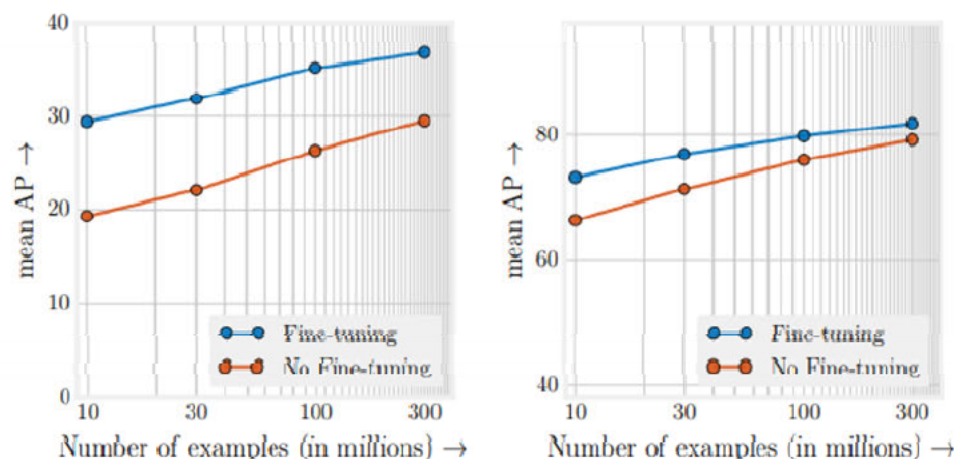 40
30
20
10
0
mean AP →
Fine-tuning
No Fine-tuning
10 30 100 300
Number of examples (in millions) →
80
60
40
mean AP →
Fine-tuning
No Fine-tuning
10 30 100 300
Number of examples (in millions) →